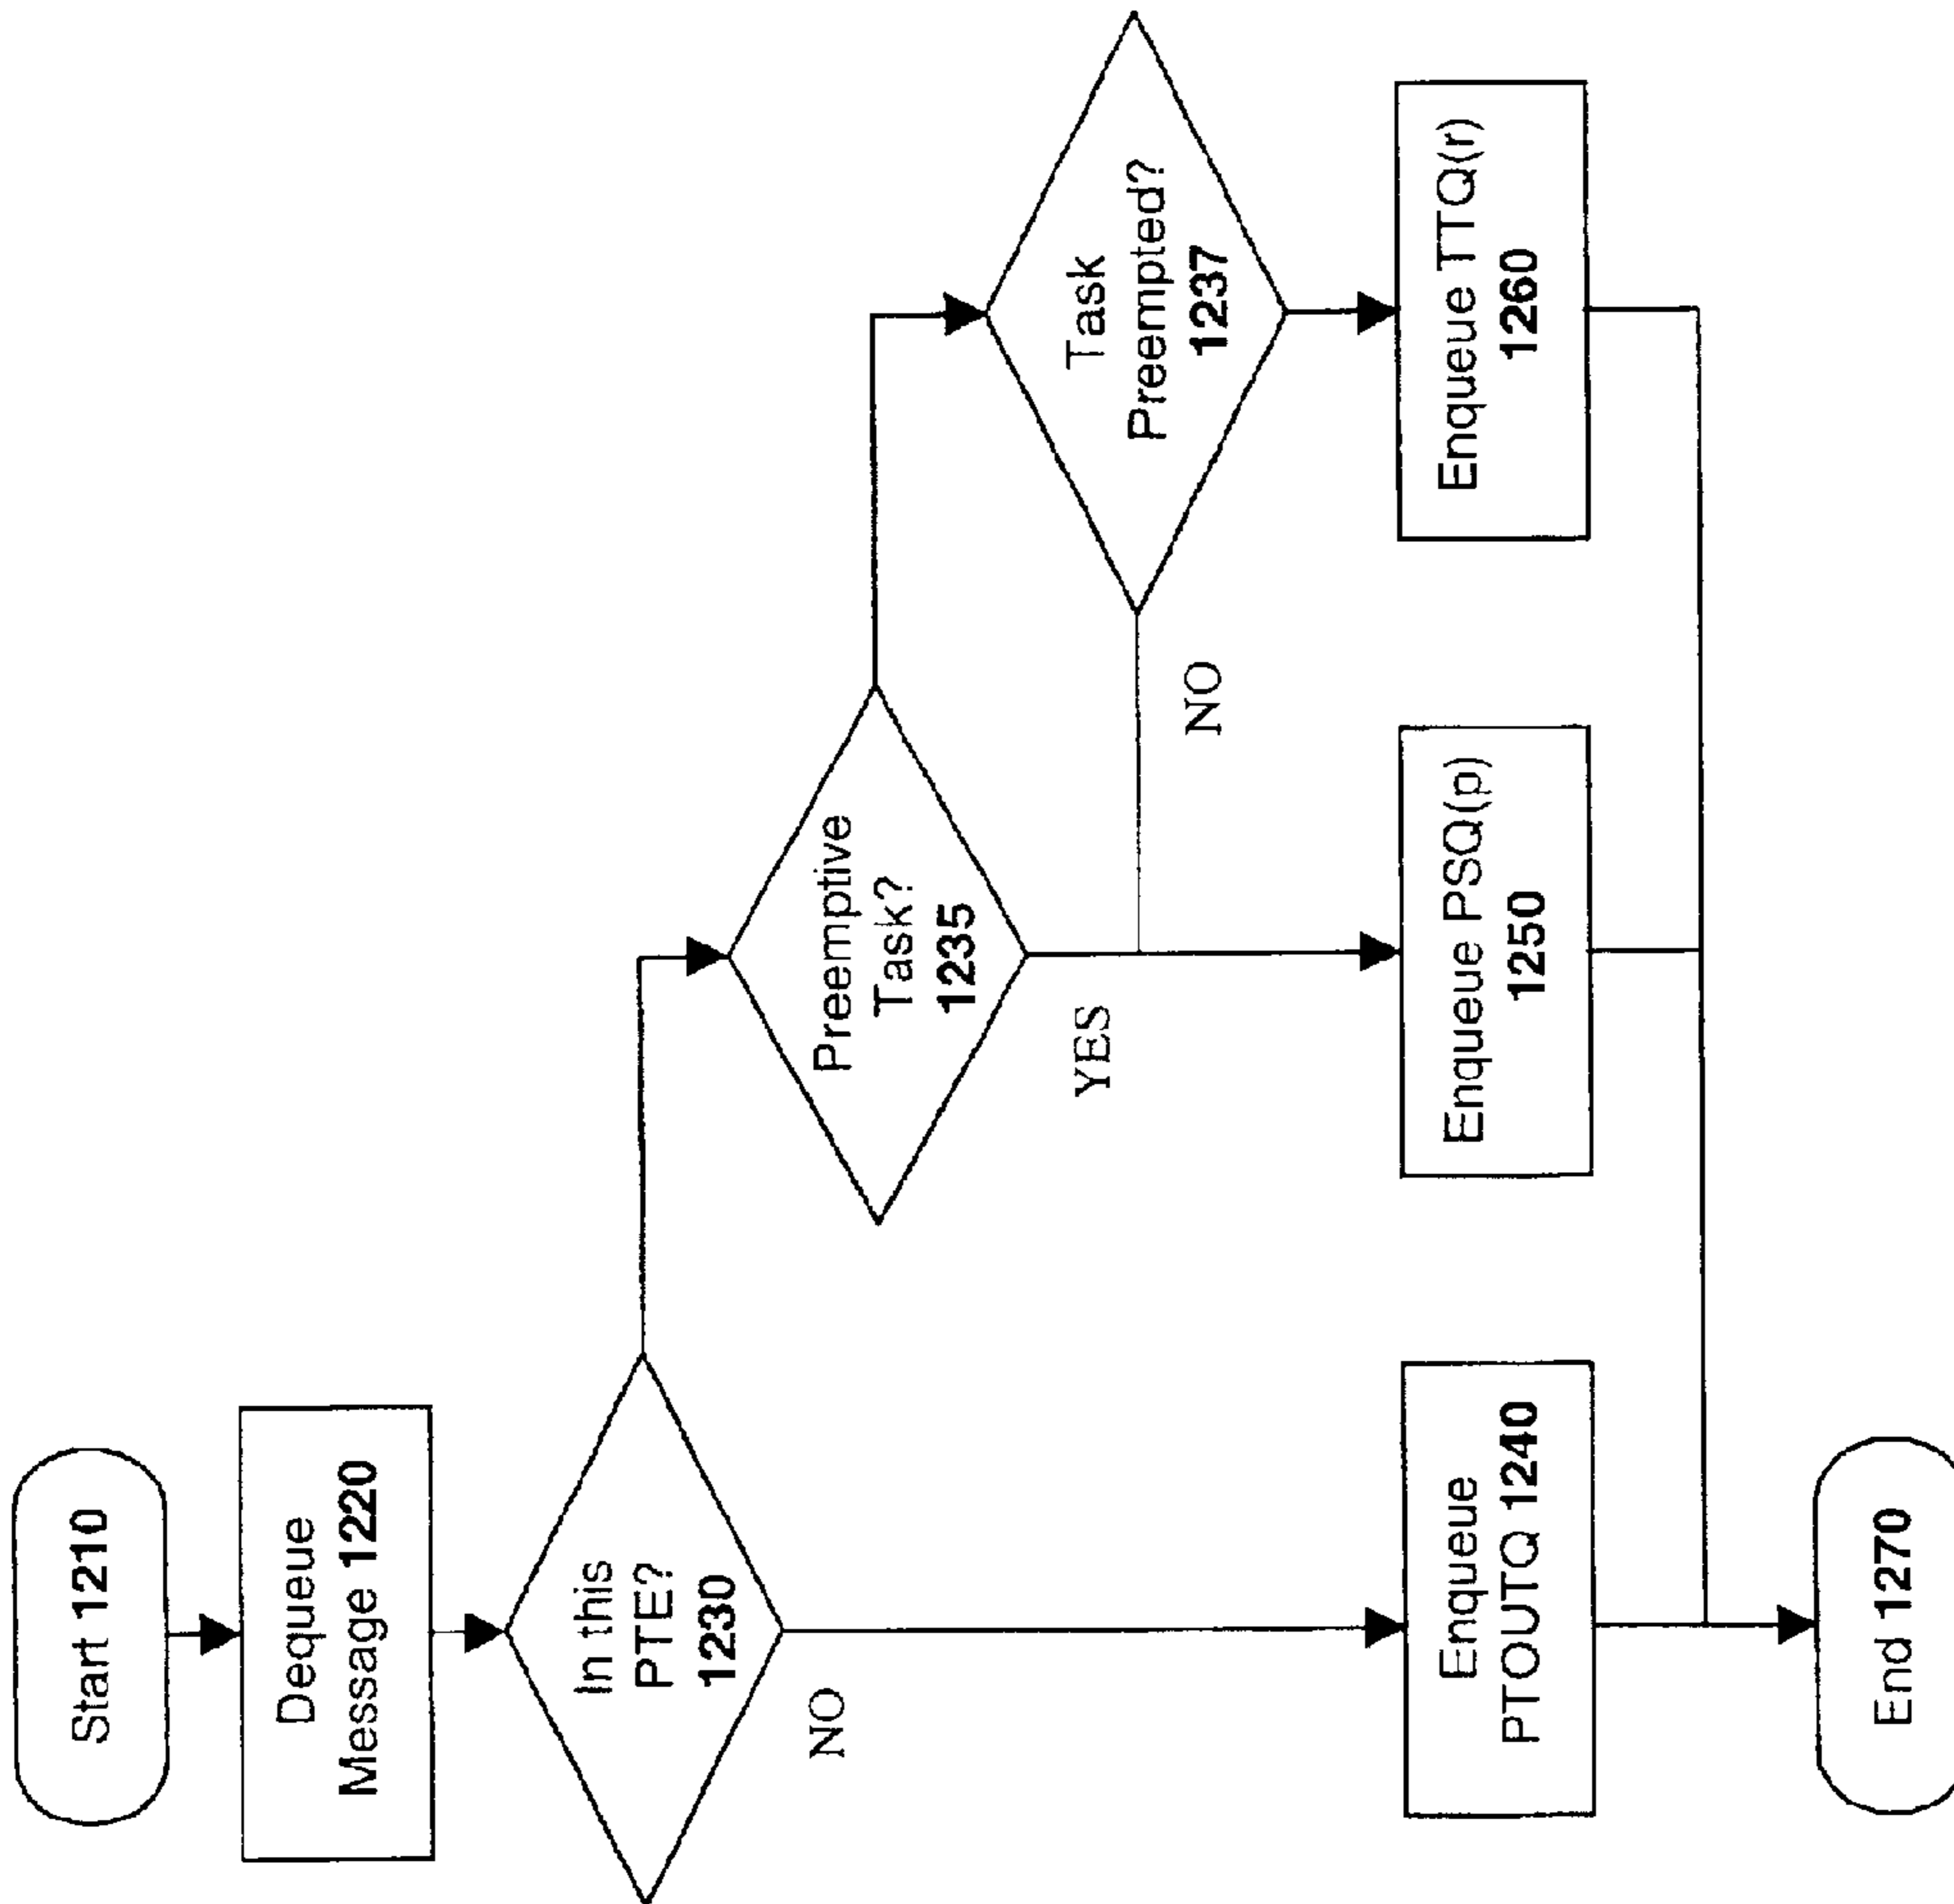 Start 1210
Dequeue
Message 1220
In this
PTE?
1230
NO
Preemptive
Task?
1235
YES
Task
Preempted?
1237
NO
Enqueue
PTOUTQ 1240
Enqueue PSQ(p)
1250
Enqueue TTQ(r)
1260
End 1270